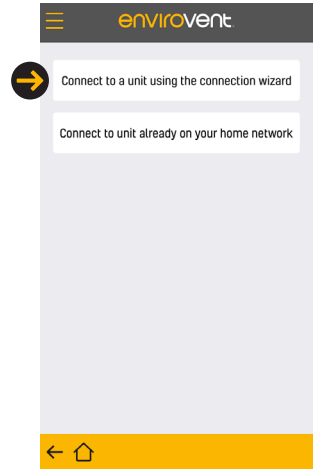 envirovent
Connect to a unit using the connection wizard
Connect to unit already on your home network